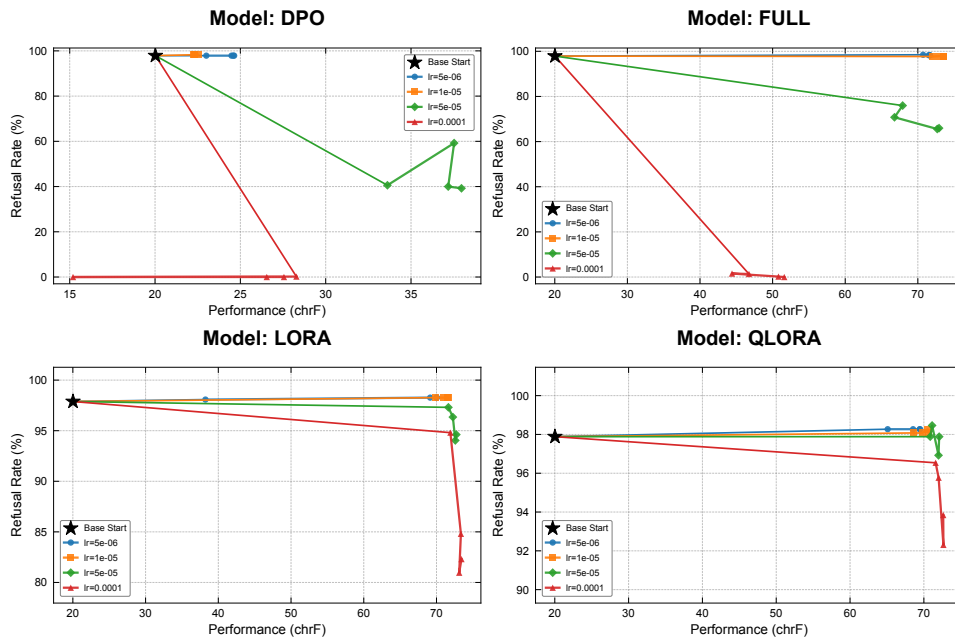 Model: DPO
100
80
60
40
20
0
Refusal Rate (%)
15 20 25 30 35
Performance (chrF)
Base Start
lr=5e-06
lr=1e-05
lr=5e-05
lr=0.0001
Model: FULL
100
80
60
40
20
0
Refusal Rate (%)
20 30 40 50 60 70
Performance (chrF)
Base Start
lr=5e-06
lr=1e-05
lr=5e-05
lr=0.0001
Model: LORA
100
95
90
85
80
Refusal Rate (%)
20 30 40 50 60 70
Performance (chrF)
Base Start
lr=5e-06
lr=1e-05
lr=5e-05
lr=0.0001
Model: QLORA
100
98
96
94
92
90
Refusal Rate (%)
20 30 40 50 60 70
Performance (chrF)
Base Start
lr=5e-06
lr=1e-05
lr=5e-05
lr=0.0001